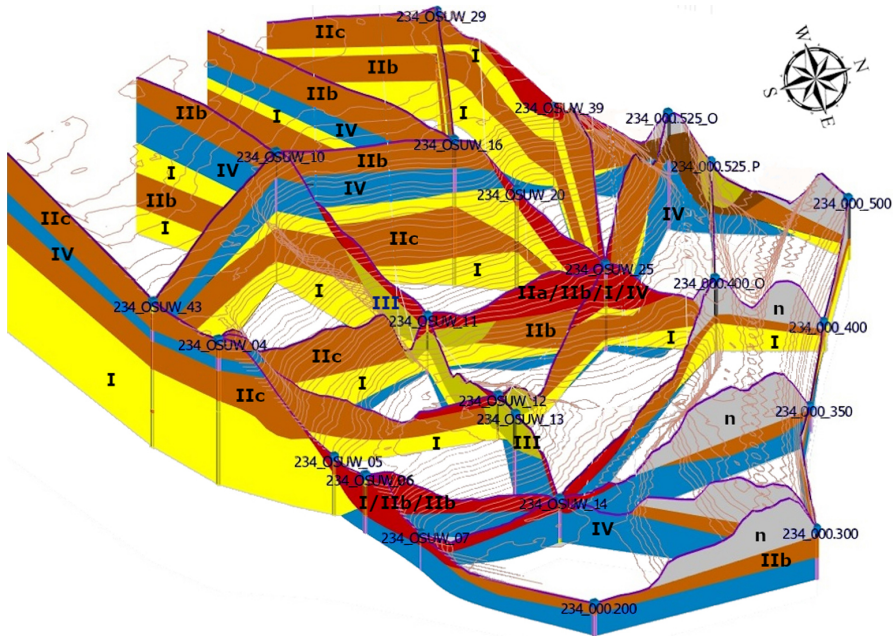 234_OSUW_29
IIc
W
N
S
E
IIb
I
IIb
I
234_OSUW_39
IIb
I
IV
234_000.525_O
234_OSUW_16
234_OSUW_10
IIb
I
IV
IV
234_000.525.P
IIb
234_OSUW_20
234_000_500
IIc
I
IIc
IV
IV
234_OSUW_25
I
234_000.400_O
I
III
IIa/IIb/I/IV
n
234_OSUW_43
234_OSUW_11
234_000_400
234_OSUW_04
IIc
IIb
I
I
I
IIc
I
234_OSUW_12
234_000_350
234_OSUW_13
n
I
III
234_OSUW_05
234_OSUW_06
I/IIb/IIb
234_OSUW_14
IV
234_OSUW_07
n
234_000.300
IIb
234_000.200